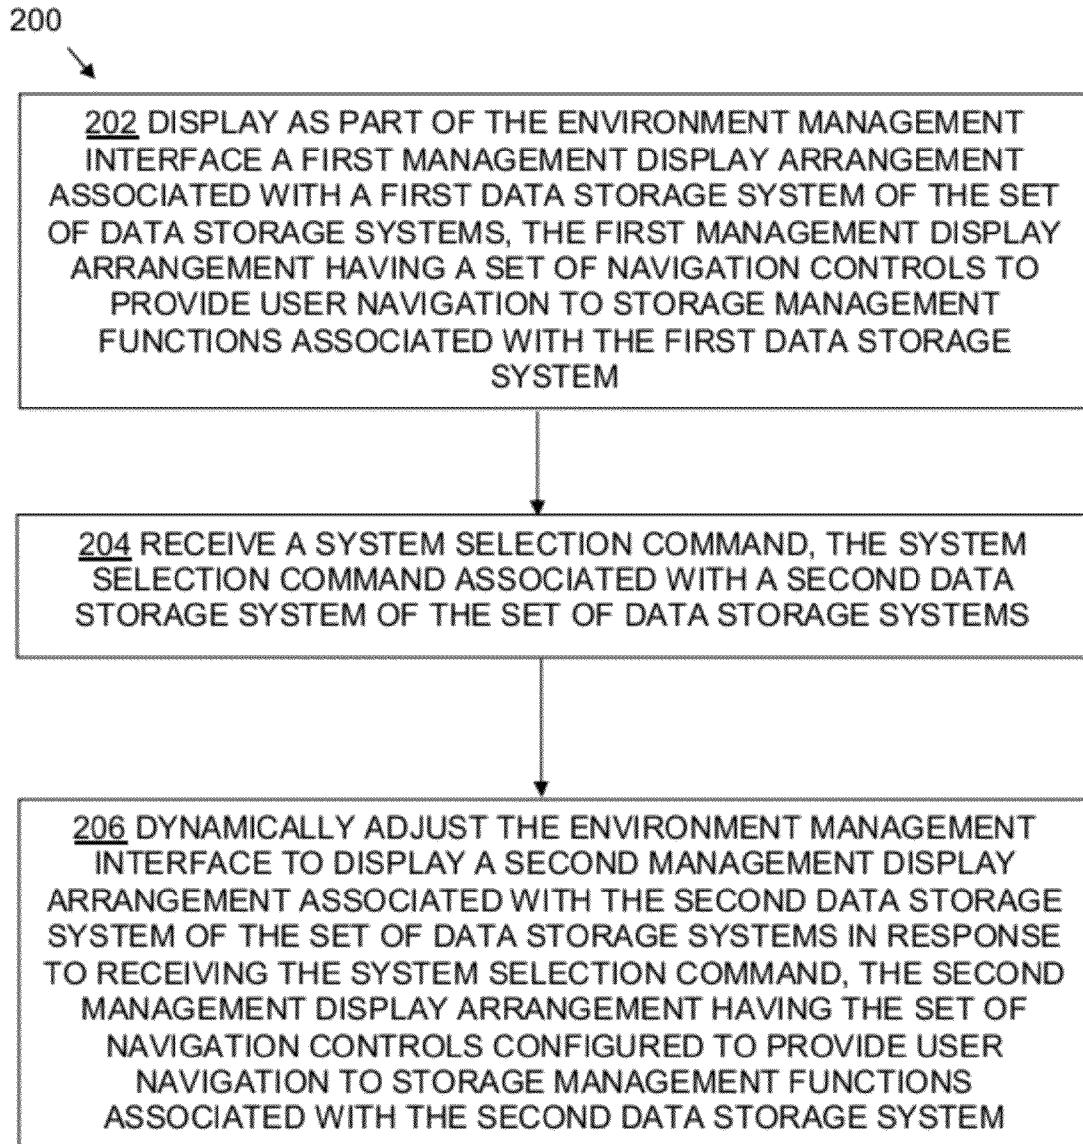 200
202 DISPLAY AS PART OF THE ENVIRONMENT MANAGEMENT
INTERFACE A FIRST MANAGEMENT DISPLAY ARRANGEMENT
ASSOCIATED WITH A FIRST DATA STORAGE SYSTEM OF THE SET
OF DATA STORAGE SYSTEMS, THE FIRST MANAGEMENT DISPLAY
ARRANGEMENT HAVING A SET OF NAVIGATION CONTROLS TO
PROVIDE USER NAVIGATION TO STORAGE MANAGEMENT
FUNCTIONS ASSOCIATED WITH THE FIRST DATA STORAGE
SYSTEM
204 RECEIVE A SYSTEM SELECTION COMMAND, THE SYSTEM
SELECTION COMMAND ASSOCIATED WITH A SECOND DATA
STORAGE SYSTEM OF THE SET OF DATA STORAGE SYSTEMS
206 DYNAMICALLY ADJUST THE ENVIRONMENT MANAGEMENT
INTERFACE TO DISPLAY A SECOND MANAGEMENT DISPLAY
ARRANGEMENT ASSOCIATED WITH THE SECOND DATA STORAGE
SYSTEM OF THE SET OF DATA STORAGE SYSTEMS IN RESPONSE
TO RECEIVING THE SYSTEM SELECTION COMMAND, THE SECOND
MANAGEMENT DISPLAY ARRANGEMENT HAVING THE SET OF
NAVIGATION CONTROLS CONFIGURED TO PROVIDE USER
NAVIGATION TO STORAGE MANAGEMENT FUNCTIONS
ASSOCIATED WITH THE SECOND DATA STORAGE SYSTEM